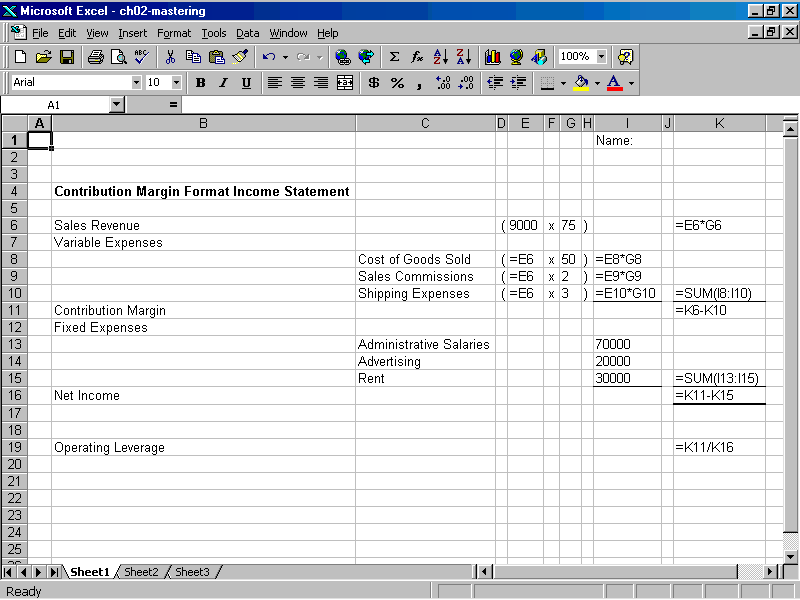 Microsoft Excel - ch02-mastering
File Edit View Insert Format Tools Data Window Help
100%
Arial 10 B I U $ % ,
A1 =
A B C D E F G H I J K
1 Name:
2
3
4 Contribution Margin Format Income Statement
5
6 Sales Revenue ( 9000 x 75 ) =E6*G6
7 Variable Expenses
8 Cost of Goods Sold ( =E6 x 50 ) =E8*G8
9 Sales Commissions ( =E6 x 2 ) =E9*G9
10 Shipping Expenses ( =E6 x 3 ) =E10*G10 =SUM(I8:I10)
11 Contribution Margin =K6-K10
12 Fixed Expenses
13 Administrative Salaries 70000
14 Advertising 20000
15 Rent 30000 =SUM(I13:I15)
16 Net Income =K11-K15
17
18
19 Operating Leverage =K11/K16
20
21
22
23
24
25
Sheet1 Sheet2 Sheet3
Ready